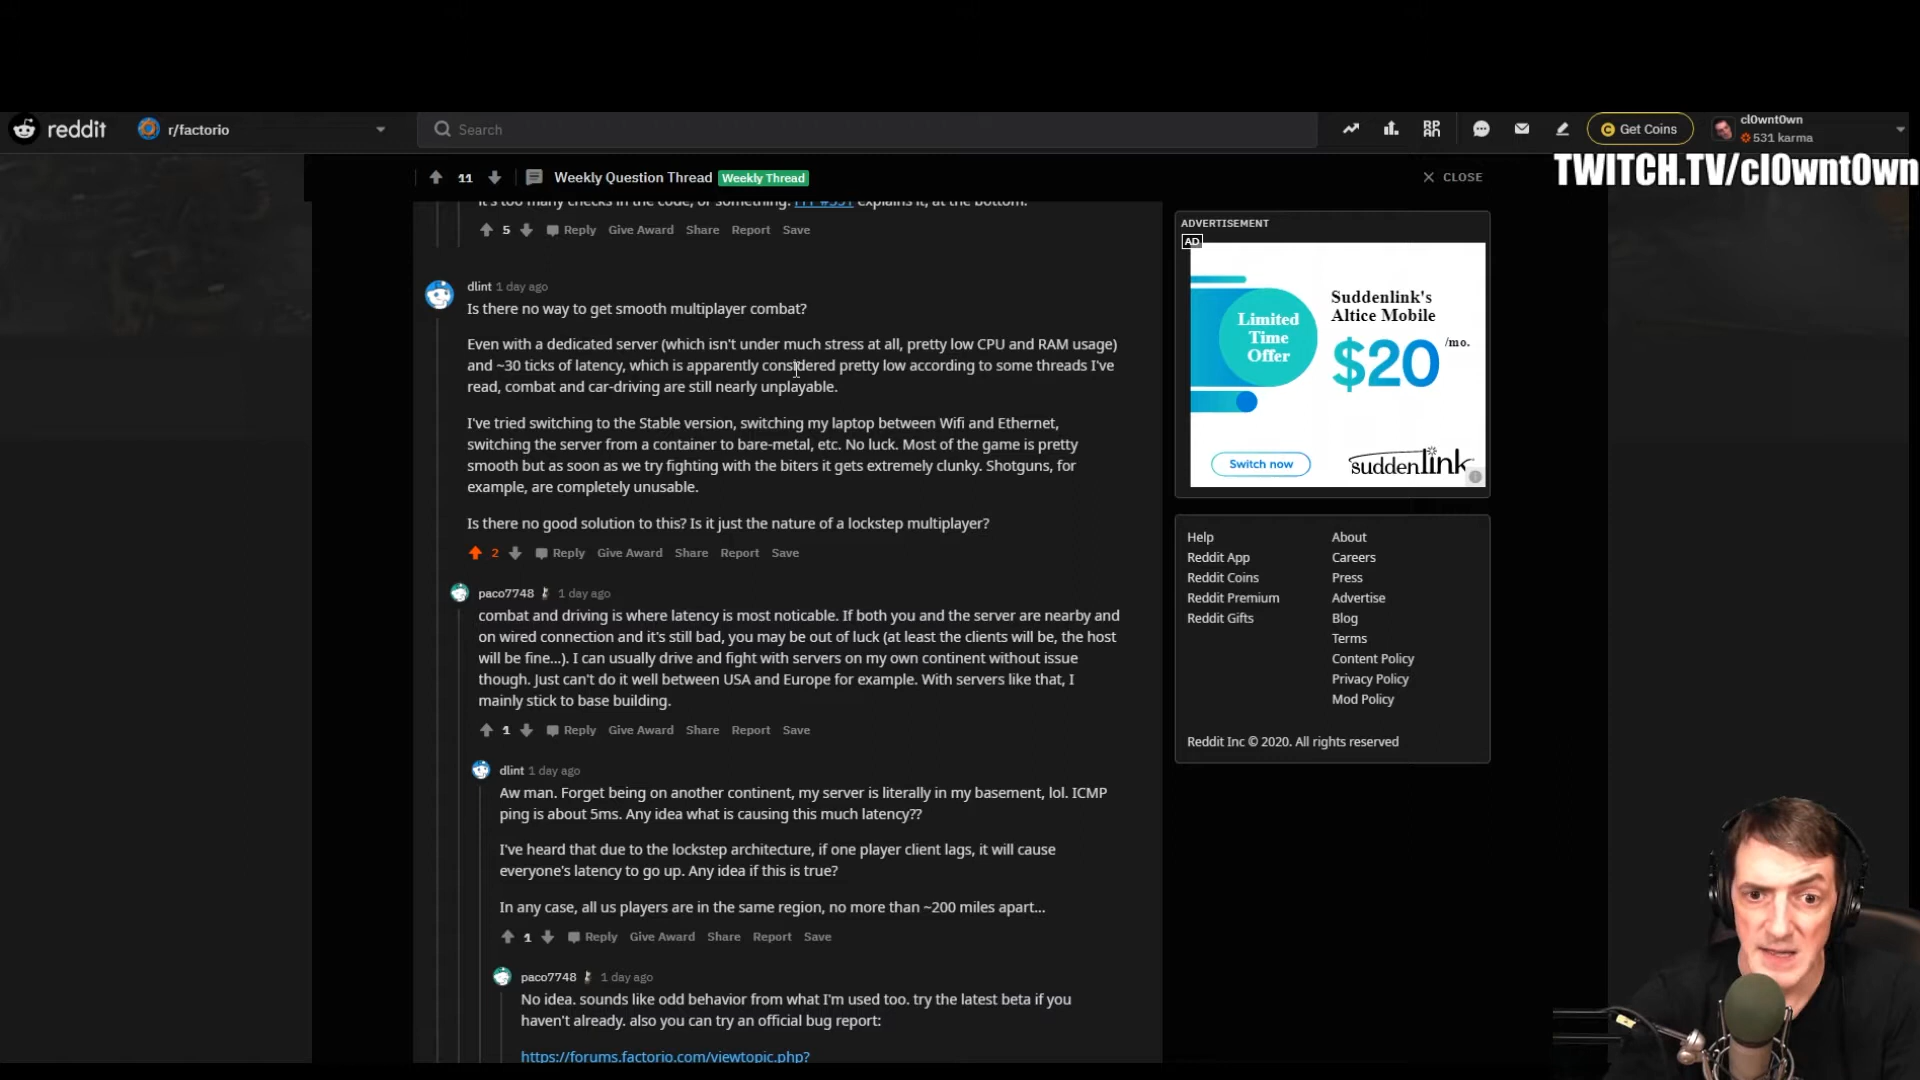 reddit
r/factorio
Search
Get Coins
cl0wnt0wn
531 karma
TWITCH.TV/cl0wnt0wn
11
Weekly Question Thread
Weekly Thread
CLOSE
it's too many checks in the code, or something. FFF #351 explains it, at the bottom.
5 Reply Give Award Share Report Save
dlint 1 day ago
Is there no way to get smooth multiplayer combat?
Even with a dedicated server (which isn't under much stress at all, pretty low CPU and RAM usage)
and ~30 ticks of latency, which is apparently considered pretty low according to some threads I've
read, combat and car-driving are still nearly unplayable.
I've tried switching to the Stable version, switching my laptop between Wifi and Ethernet,
switching the server from a container to bare-metal, etc. No luck. Most of the game is pretty
smooth but as soon as we try fighting with the biters it gets extremely clunky. Shotguns, for
example, are completely unusable.
Is there no good solution to this? Is it just the nature of a lockstep multiplayer?
2 Reply Give Award Share Report Save
paco7748 1 day ago
combat and driving is where latency is most noticable. If both you and the server are nearby and
on wired connection and it's still bad, you may be out of luck (at least the clients will be, the host
will be fine...). I can usually drive and fight with servers on my own continent without issue
though. Just can't do it well between USA and Europe for example. With servers like that, I
mainly stick to base building.
1 Reply Give Award Share Report Save
dlint 1 day ago
Aw man. Forget being on another continent, my server is literally in my basement, lol. ICMP
ping is about 5ms. Any idea what is causing this much latency??
I've heard that due to the lockstep architecture, if one player client lags, it will cause
everyone's latency to go up. Any idea if this is true?
In any case, all us players are in the same region, no more than ~200 miles apart...
1 Reply Give Award Share Report Save
paco7748 1 day ago
No idea. sounds like odd behavior from what I'm used too. try the latest beta if you
haven't already. also you can try an official bug report:
https://forums.factorio.com/viewtopic.php?
ADVERTISEMENT
AD
Limited
Time
Offer
Suddenlink's
Altice Mobile
$20
/mo.
Switch now
suddenlink
Help
Reddit App
Reddit Coins
Reddit Premium
Reddit Gifts
About
Careers
Press
Advertise
Blog
Terms
Content Policy
Privacy Policy
Mod Policy
Reddit Inc © 2020. All rights reserved